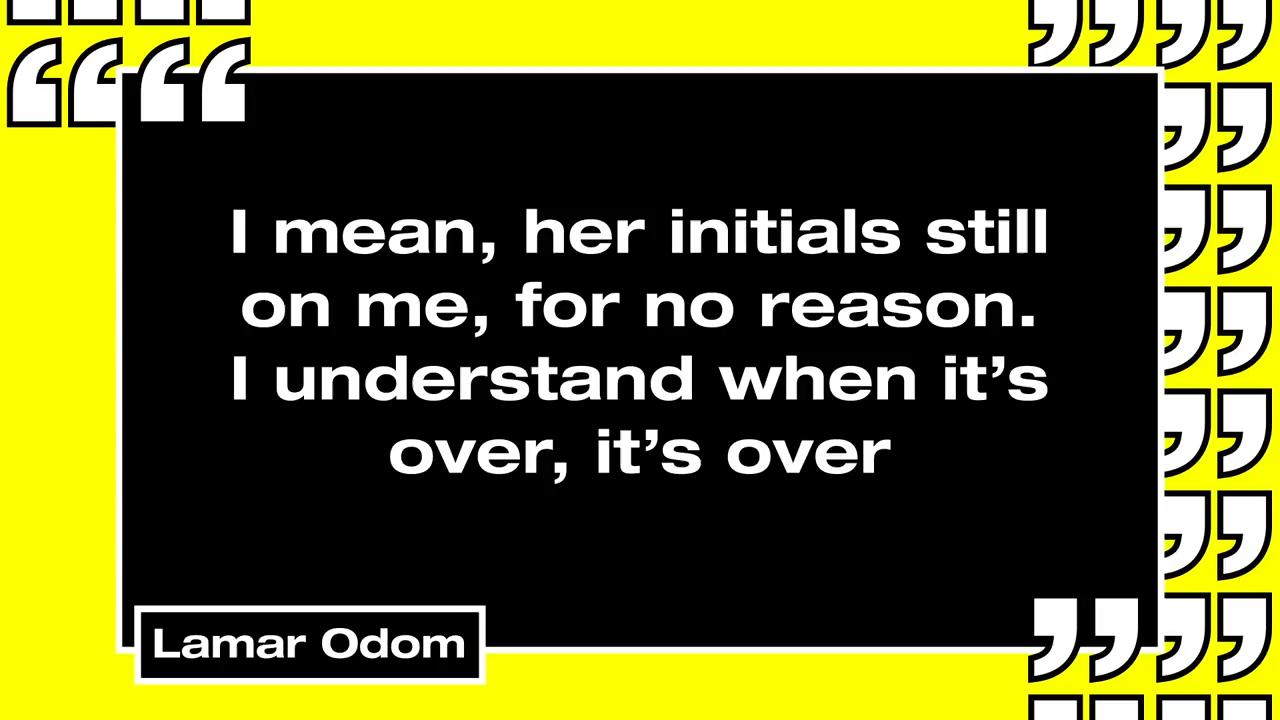 I mean, her initials still
on me, for no reason.
I understand when it’s
over, it’s over
Lamar Odom